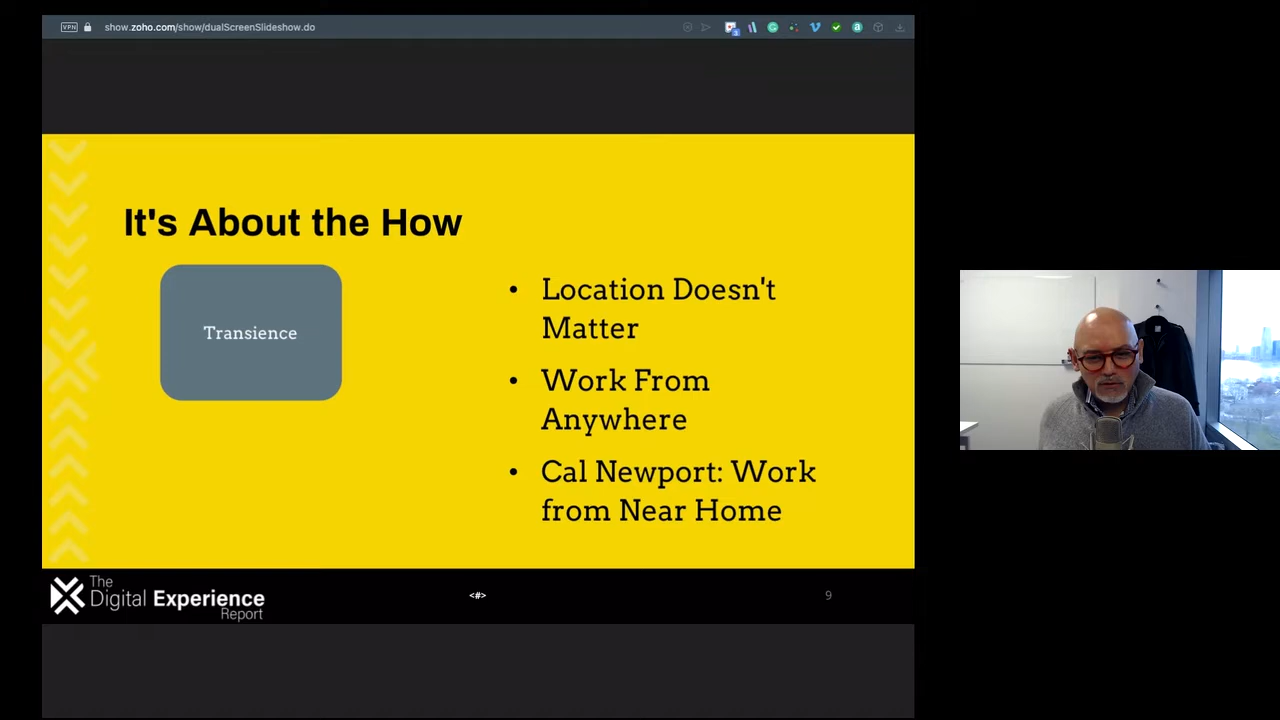 VPN show.zoho.com/show/dualScreenSlideshow.do
It's About the How
Transience
• Location Doesn't
Matter
• Work From
Anywhere
• Cal Newport: Work
from Near Home
The
Digital Experience
Report
<#>
9